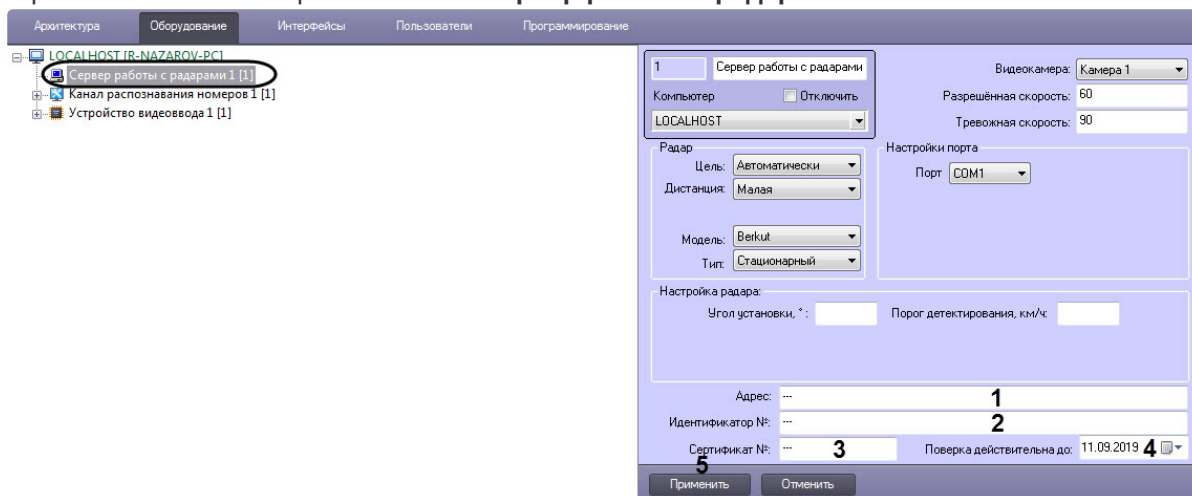 Архитектура Оборудование Интерфейсы Пользователи Программирование
LOCALHOST [R-NAZAROV-PC]
Сервер работы с радарами 1 [1]
Канал распознавания номеров 1 [1]
Устройство видеоввода 1 [1]
1 Сервер работы с радарами
Компьютер Отключить
LOCALHOST
Видеокамера: Камера 1
Разрешённая скорость: 60
Тревожная скорость: 90
Радар
Цель: Автоматически
Дистанция: Малая
Модель: Berkut
Тип: Стационарный
Настройки порта
Порт COM1
Настройка радара:
Угол установки, ° : Порог детектирования, км/ч:
Адрес: --- 1
Идентификатор №: --- 2
Сертификат №: --- 3 Поверка действительна до: 11.09.2019 4
5
Применить Отменить